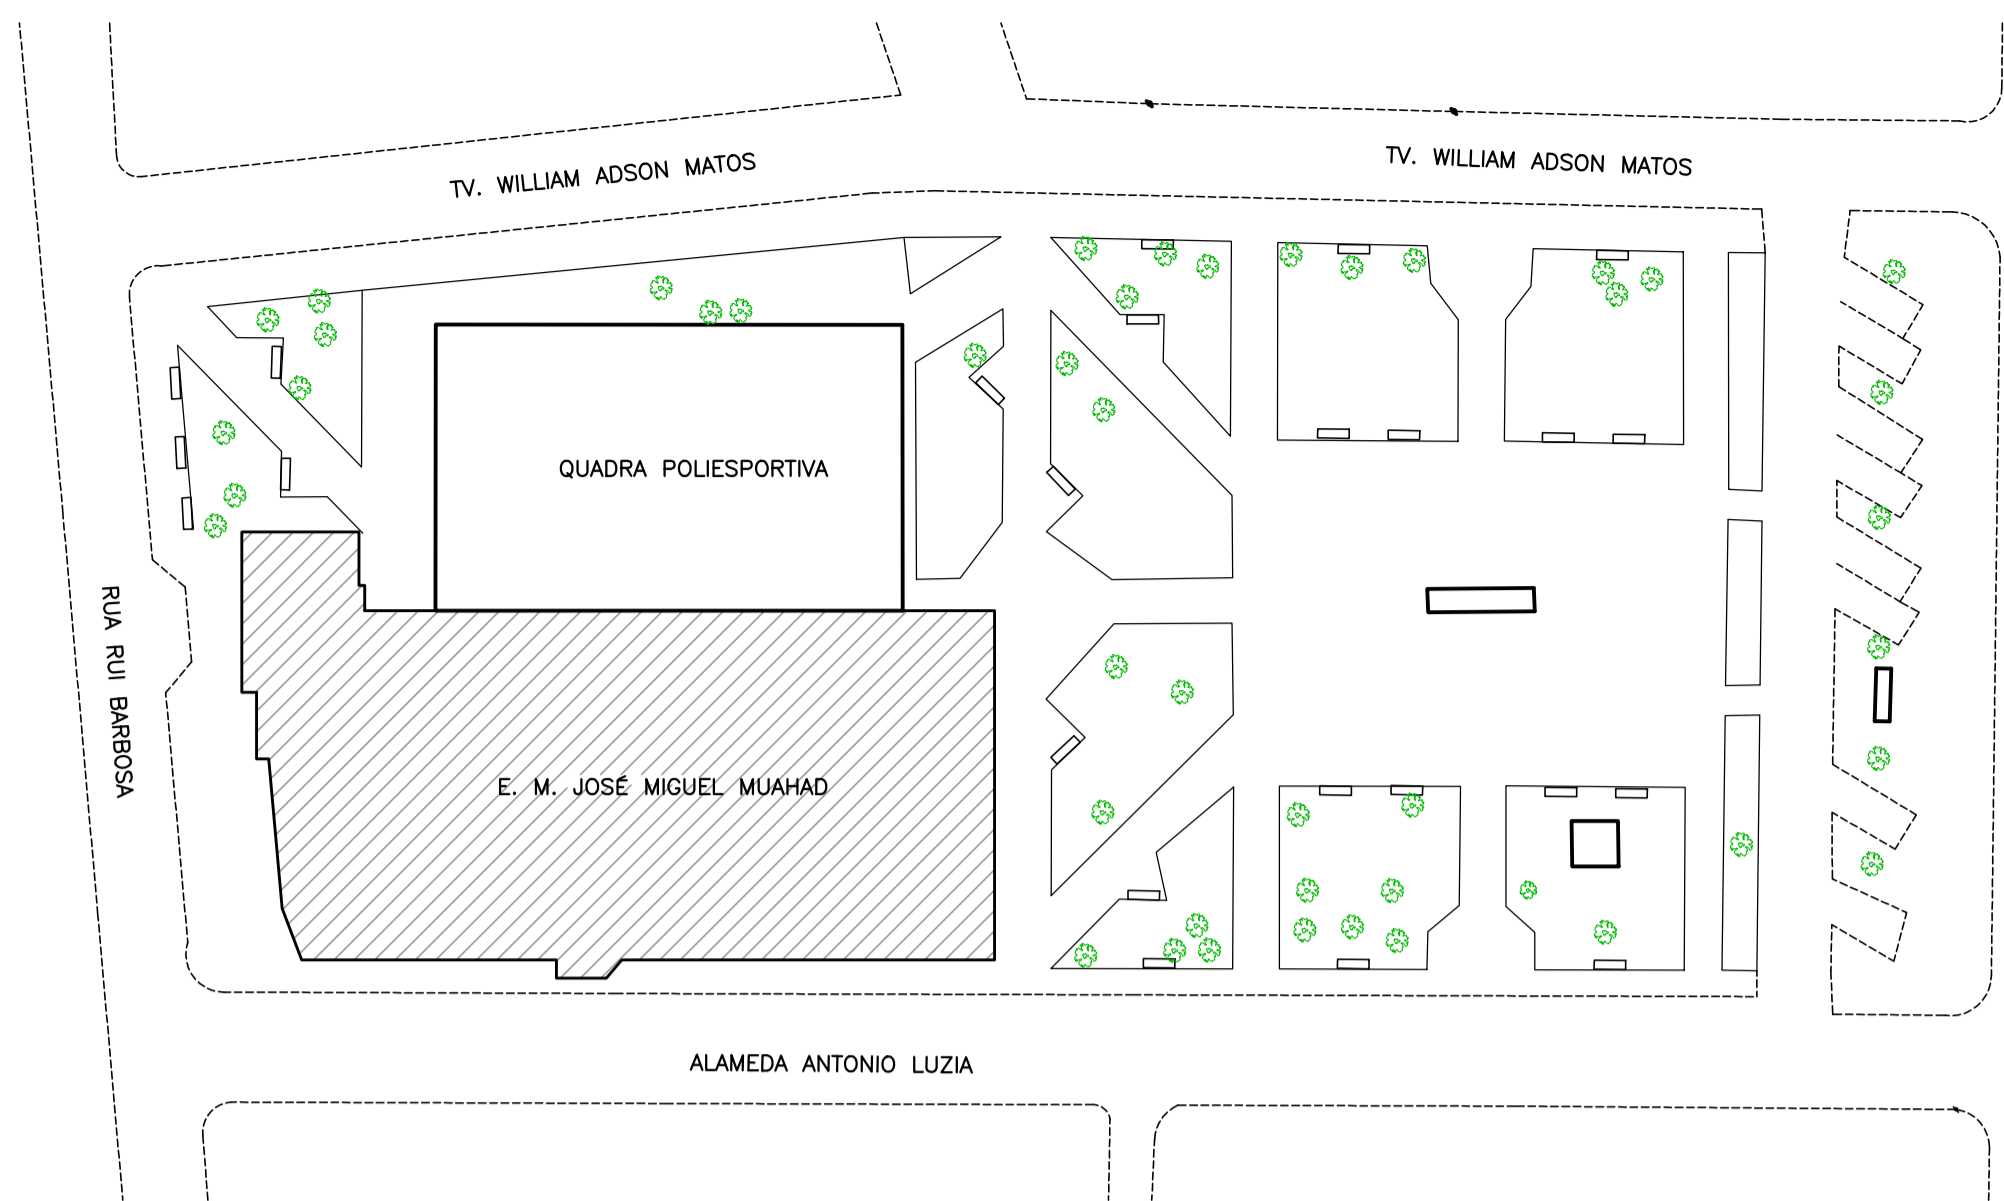 TV. WILLIAM ADSON MATOS
TV. WILLIAM ADSON MATOS
QUADRA POLIESPORTIVA
RUA RUI BARBOSA
E. M. JOSÉ MIGUEL MUAHAD
ALAMEDA ANTONIO LUZIA